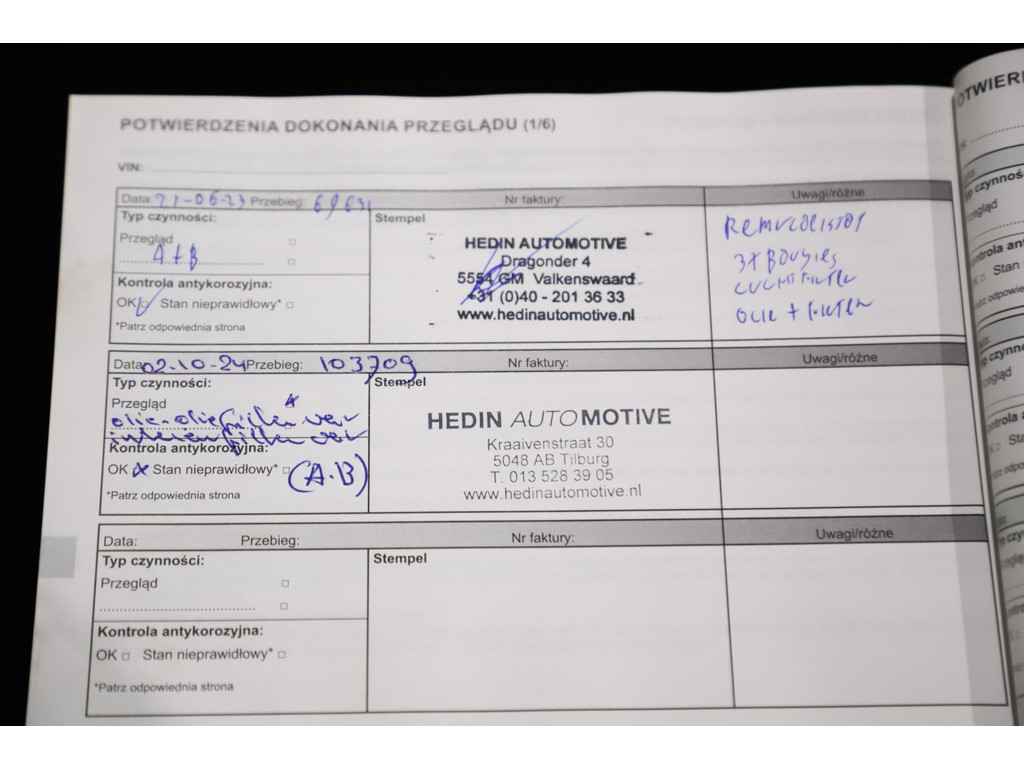 POTWIERDZENIA DOKONANIA PRZEGLĄDU (1/6)
VIN:
Data: 21-06-23 Przebieg: Nr faktury: Uwagi/różne
Typ czynności: Stempel
Przegląd
A+B
Kontrola antykorozyjna:
OK Stan nieprawidłowy*
*Patrz odpowiednia strona
HEDIN AUTOMOTIVE
Dragonder 4
5554 GM Valkenswaard
+31 (0)40 - 201 36 33
www.hedinautomotive.nl
REMVLOEISTOF
3x BOUGIES
LUCHTFILTER
OLIE + FILTER
Data: 02-10-24 Przebieg: 103709 Nr faktury: Uwagi/różne
Typ czynności: Stempel
Przegląd
olie-oliefilter
Kontrola antykorozyjna:
OK x Stan nieprawidłowy*
(A.B)
*Patrz odpowiednia strona
HEDIN AUTOMOTIVE
Kraaivenstraat 30
5048 AB Tilburg
T. 013 528 39 05
www.hedinautomotive.nl
Data: Przebieg: Nr faktury: Uwagi/różne
Typ czynności: Stempel
Przegląd
Kontrola antykorozyjna:
OK Stan nieprawidłowy*
*Patrz odpowiednia strona